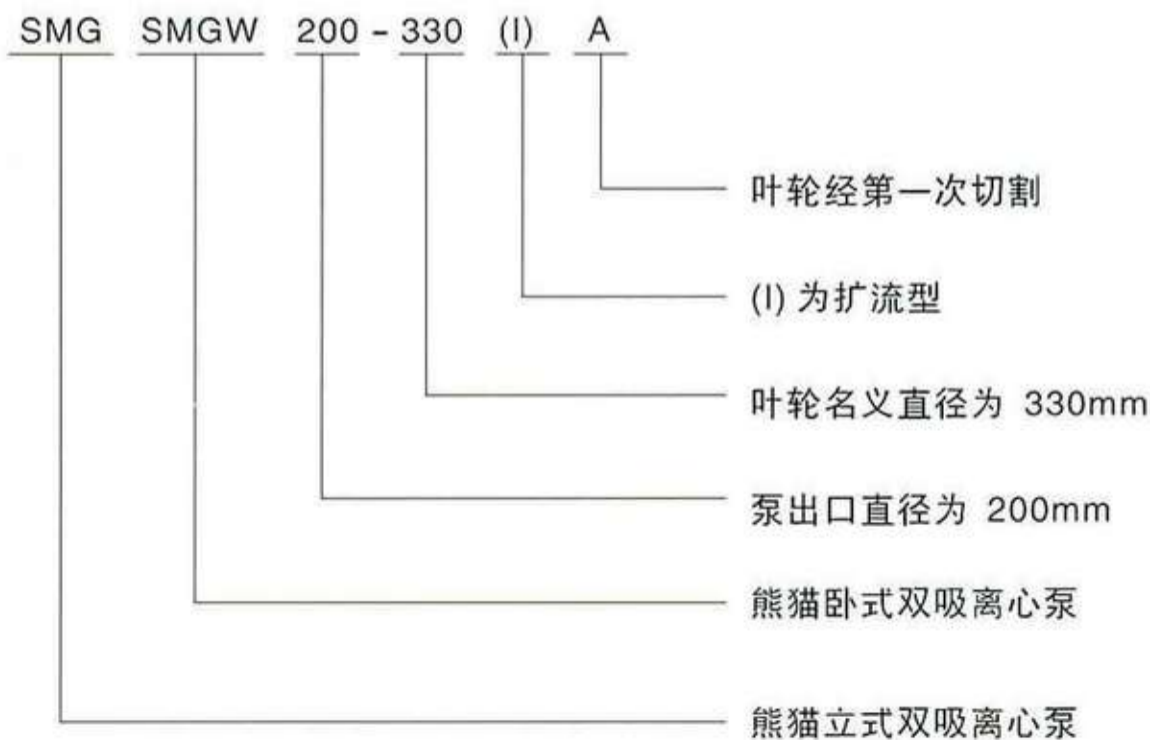 SMG SMGW 200-330 (I) A
叶轮经第一次切割
(I) 为扩流型
叶轮名义直径为 330mm
泵出口直径为 200mm
熊猫卧式双吸离心泵
熊猫立式双吸离心泵